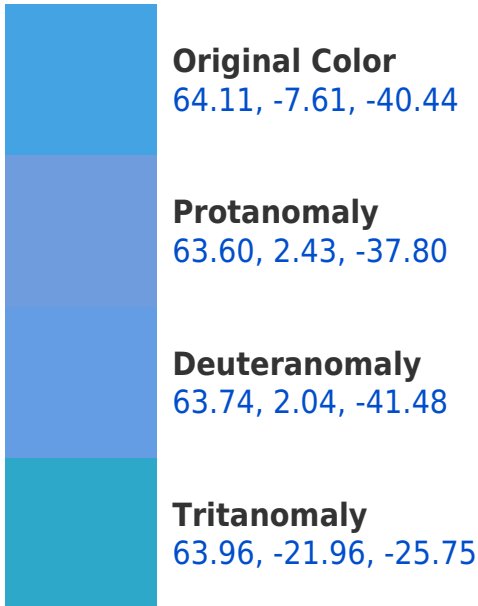 Original Color
64.11, -7.61, -40.44
Protanomaly
63.60, 2.43, -37.80
Deuteranomaly
63.74, 2.04, -41.48
Tritanomaly
63.96, -21.96, -25.75